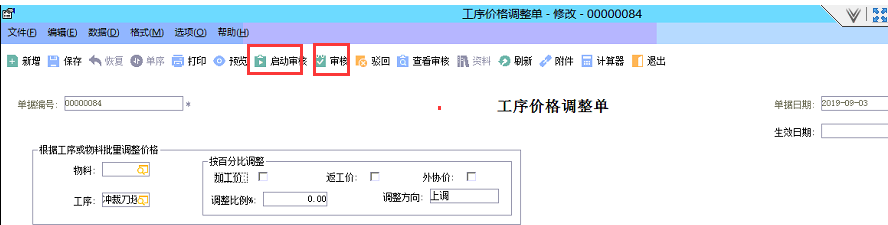 工序价格调整单 - 修改 - 00000084
文件(F) 编辑(E) 数据(D) 格式(M) 选项(O) 帮助(H)
新增 保存 恢复 单序 打印 预览 启动审核 审核 驳回 查看审核 资料 刷新 附件 计算器 退出
单据编号: 00000084 * 工序价格调整单 单据日期: 2019-09-03
生效日期:
根据工序或物料批量调整价格
按百分比调整
物料: 加工价: 返工价: 外协价:
工序: 冲裁刀 调整比例%: 0.00 调整方向: 上调